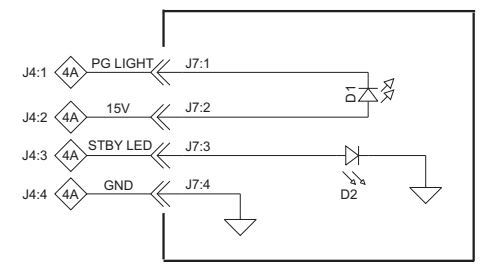 J4:1 4A PG LIGHT J7:1
D1
J4:2 4A 15V J7:2
J4:3 4A STBY LED J7:3
D2
J4:4 4A GND J7:4